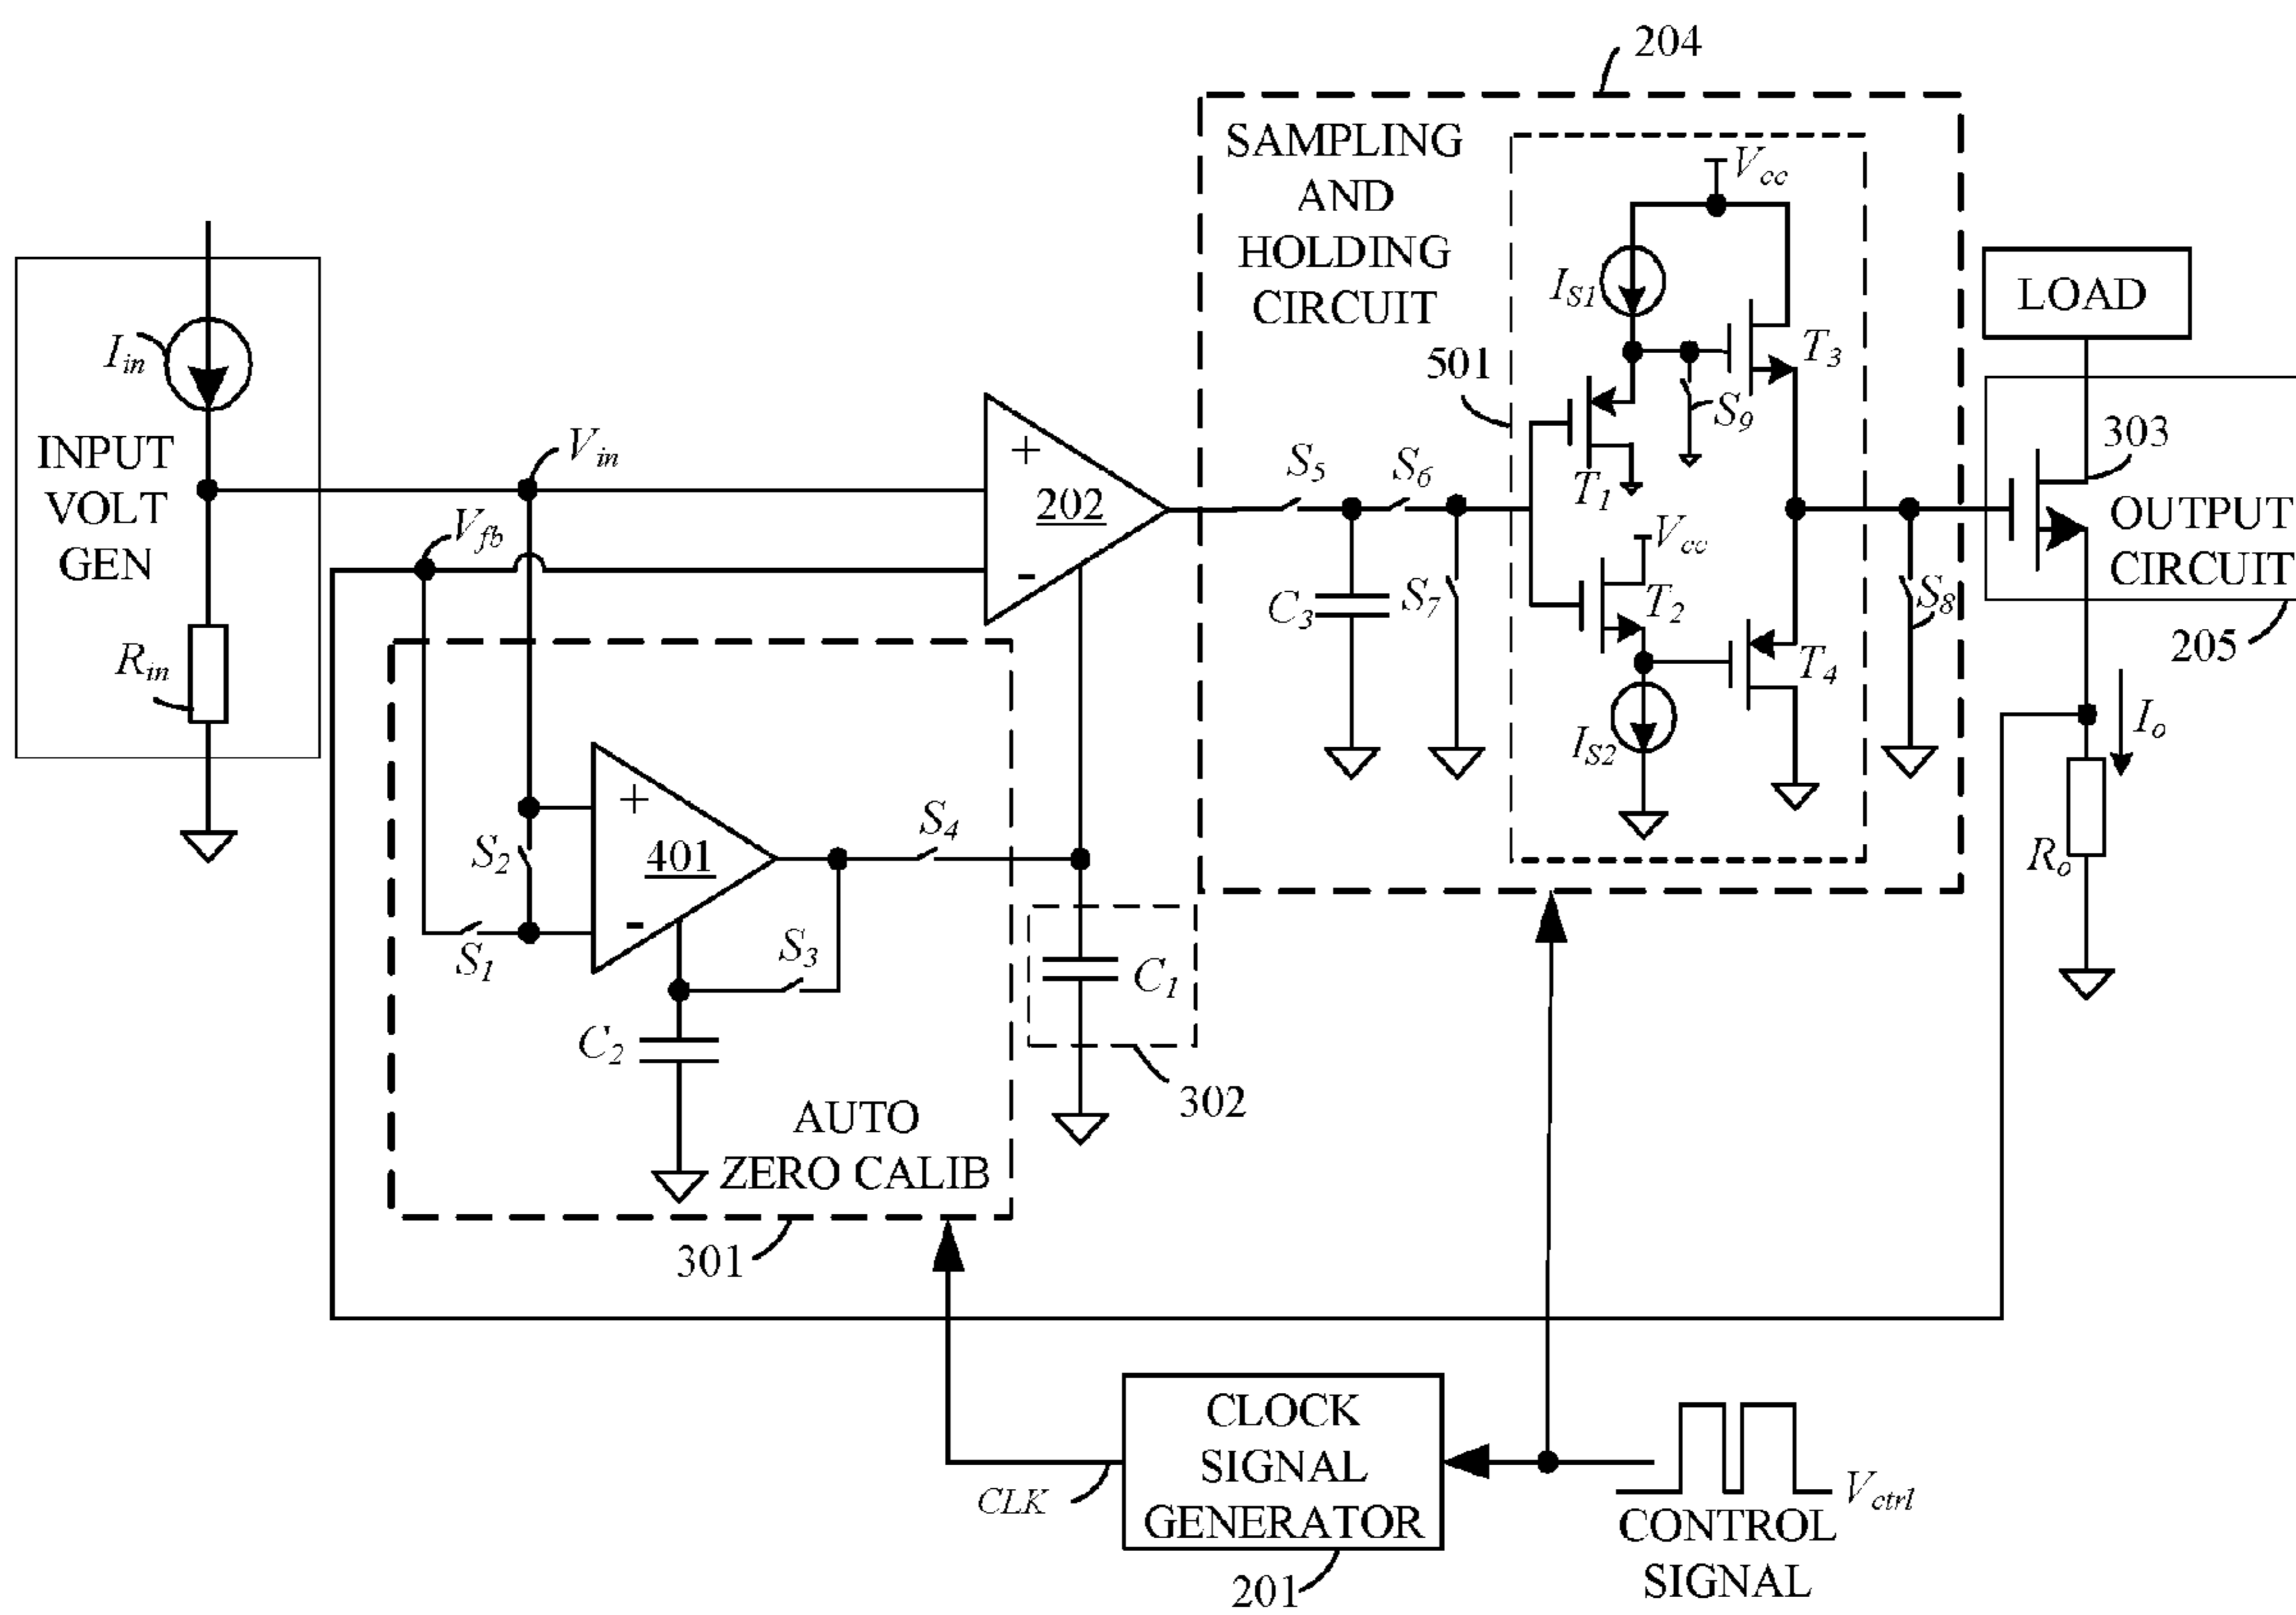 204
SAMPLING
AND
HOLDING
CIRCUIT
Vcc
IS1
T3
S9
T1
501
Vcc
T2
T4
IS2
LOAD
303
OUTPUT
CIRCUIT
205
Iin
INPUT
VOLT
GEN
Rin
Vin
Vfb
+
202
-
S5
S6
C3
S7
S8
Io
Ro
S2
+
401
-
S4
S1
S3
C2
C1
302
AUTO
ZERO CALIB
301
CLK
CLOCK
SIGNAL
GENERATOR
201
Vctrl
CONTROL
SIGNAL